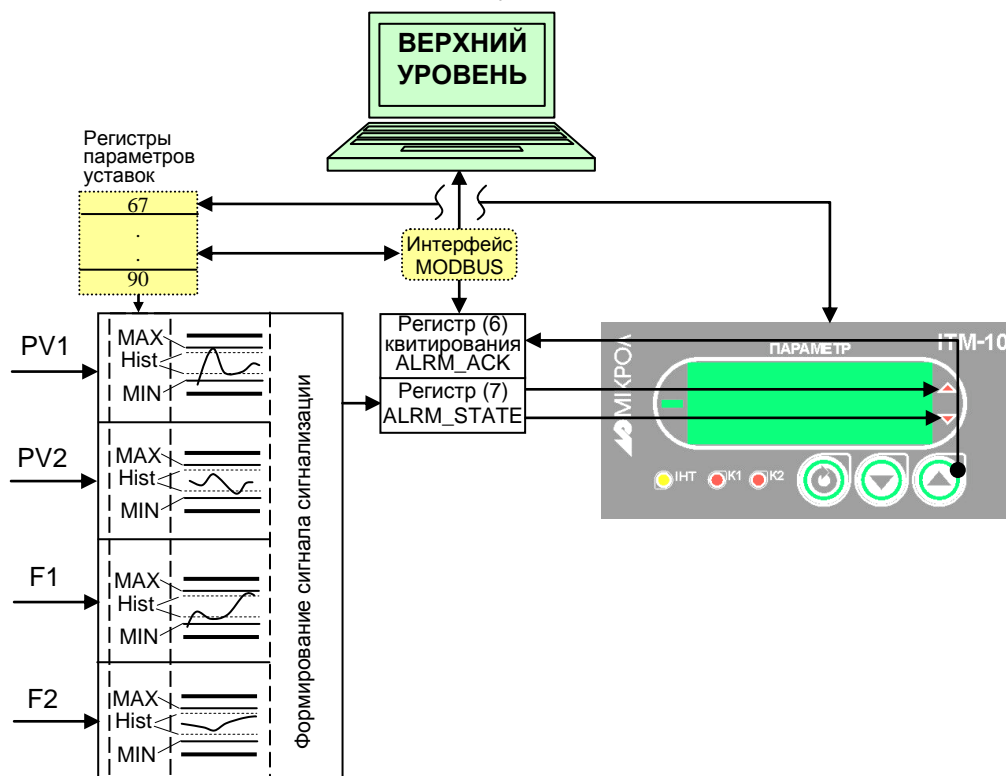 ВЕРХНИЙ
УРОВЕНЬ
Регистры
параметров
уставок
67
.
.
90
Интерфейс
MODBUS
Регистр (6)
квитирования
ALRM_ACK
Регистр (7)
ALRM_STATE
PV1
MAX
Hist
MIN
PV2
MAX
Hist
MIN
F1
MAX
Hist
MIN
F2
MAX
Hist
MIN
Формирование сигнала сигнализации
МІКРОЛ
ПАРАМЕТР
ITM-10
ІНТ
К1
К2